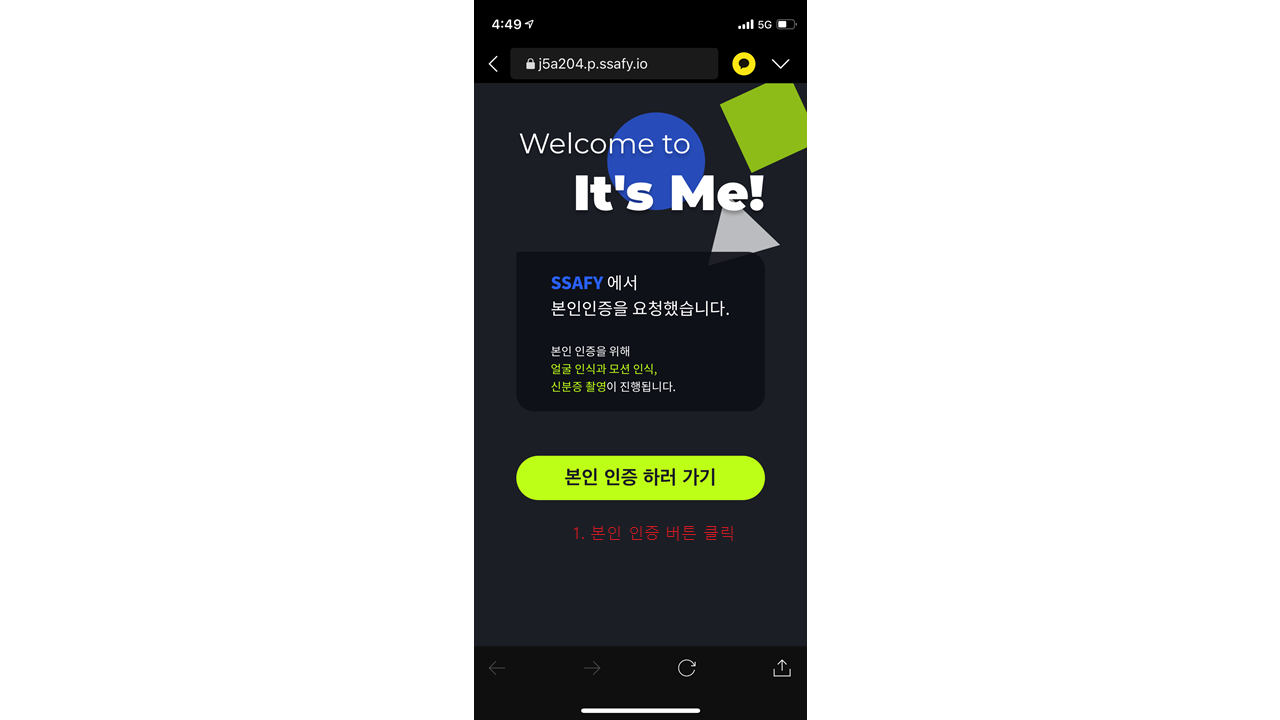 4:49
5G
j5a204.p.ssafy.io
Welcome to
It's Me!
SSAFY 에서
본인인증을 요청했습니다.
본인 인증을 위해
얼굴 인식과 모션 인식,
신분증 촬영이 진행됩니다.
본인 인증 하러 가기
1. 본인 인증 버튼 클릭